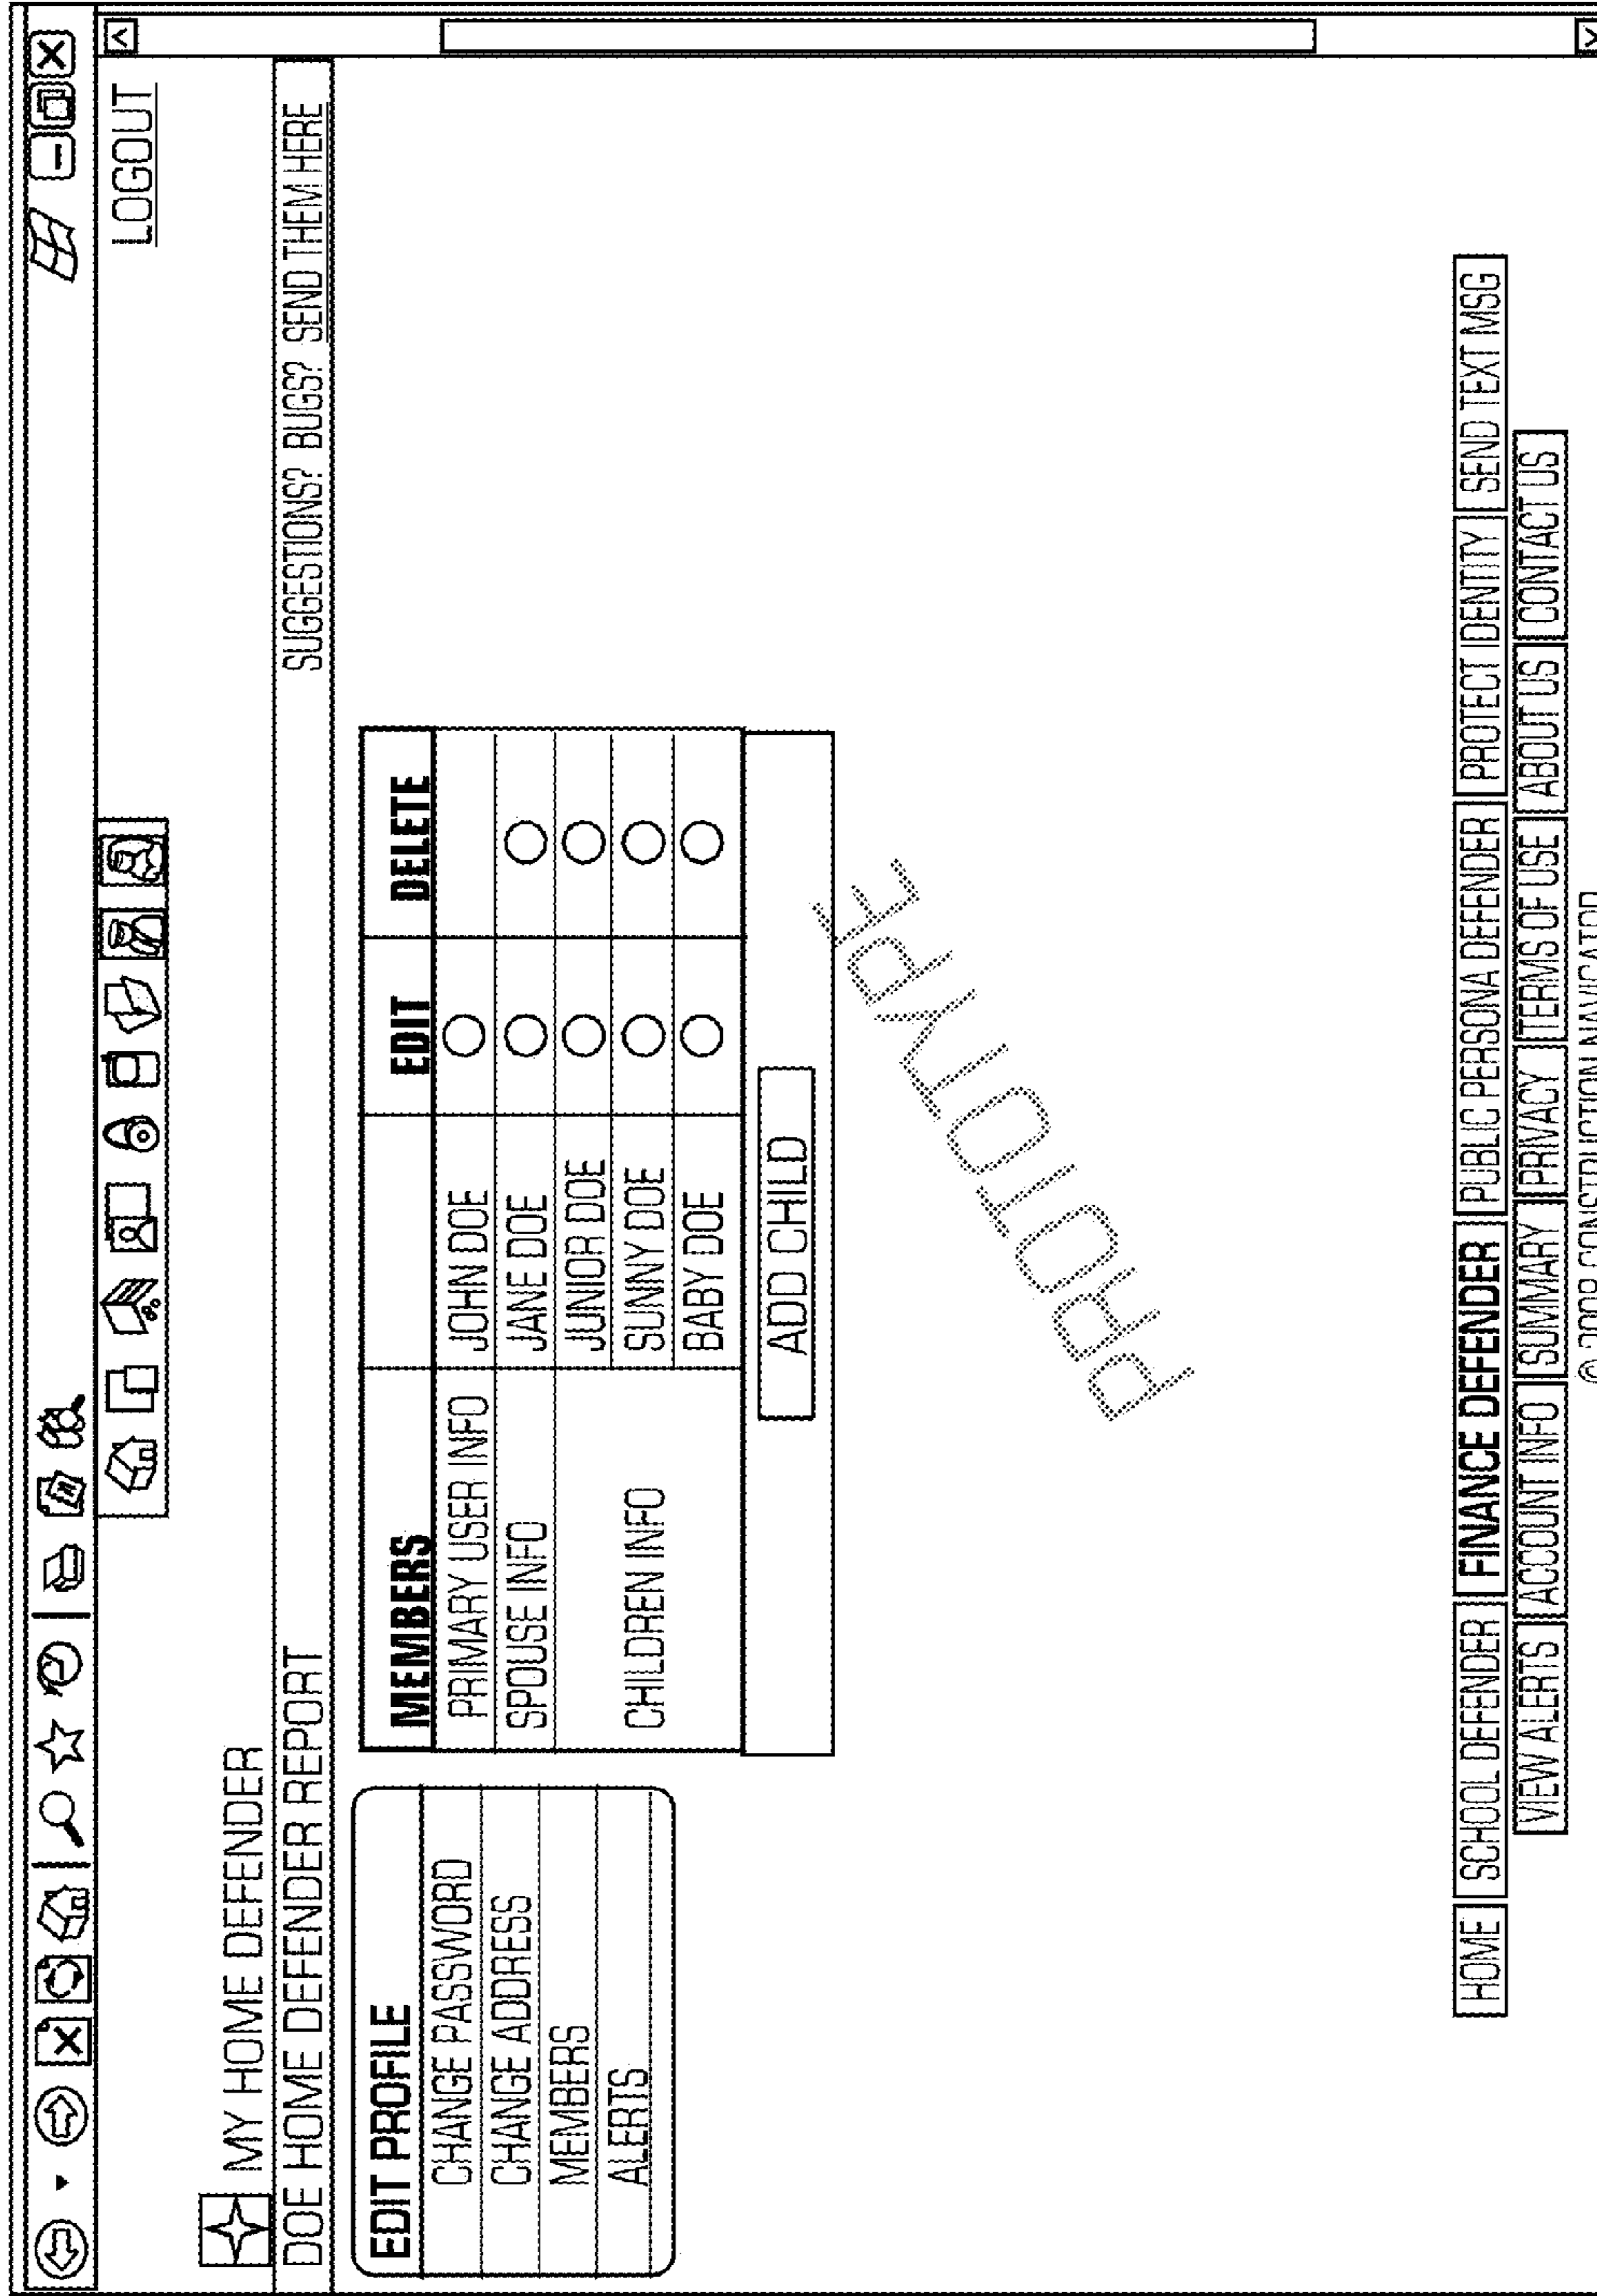 LOGOUT
MY HOME DEFENDER
DOE HOME DEFENDER REPORT SUGGESTIONS? BUGS? SEND THEM HERE
EDIT PROFILE
CHANGE PASSWORD
CHANGE ADDRESS
MEMBERS
ALERTS
MEMBERS EDIT DELETE
PRIMARY USER INFO JOHN DOE
SPOUSE INFO JANE DOE
JUNIOR DOE
CHILDREN INFO SUNNY DOE
BABY DOE
ADD CHILD
PROTOTYPE
HOME SCHOOL DEFENDER FINANCE DEFENDER PUBLIC PERSONA DEFENDER PROTECT IDENTITY SEND TEXT MSG
VIEW ALERTS ACCOUNT INFO SUMMARY PRIVACY TERMS OF USE ABOUT US CONTACT US
© 2008 CONSTRUCTION NAVIGATOR